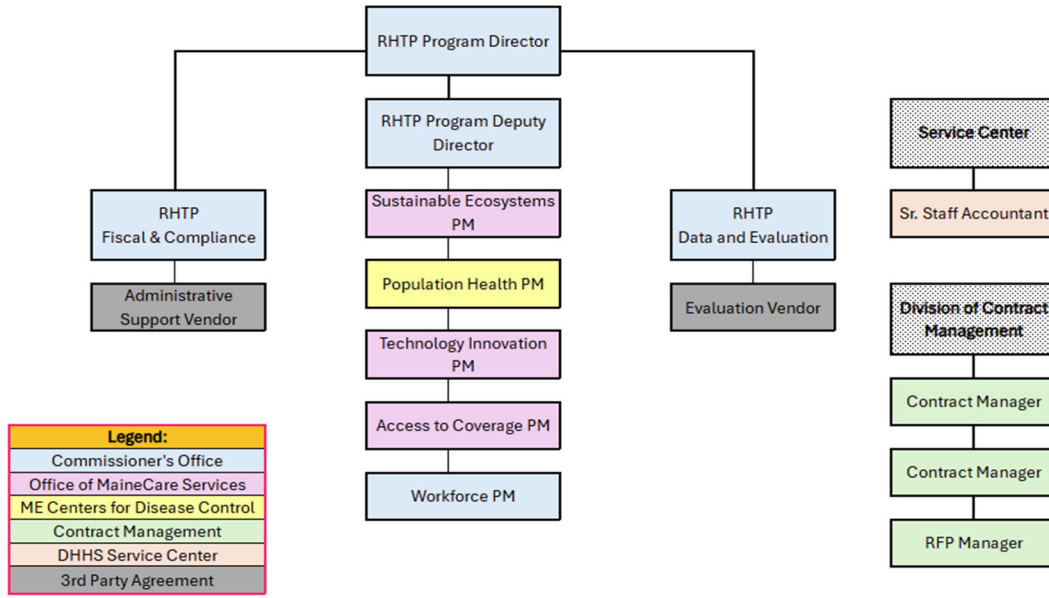 RHTP Program Director
RHTP Program Deputy
Director
Service Center
Sustainable Ecosystems
PM
RHTP
Fiscal & Compliance
RHTP
Data and Evaluation
Sr. Staff Accountant
Population Health PM
Administrative
Support Vendor
Evaluation Vendor
Division of Contract
Management
Technology Innovation
PM
Contract Manager
Access to Coverage PM
Legend:
Commissioner's Office
Office of MaineCare Services
ME Centers for Disease Control
Contract Management
DHHS Service Center
3rd Party Agreement
Contract Manager
Workforce PM
RFP Manager